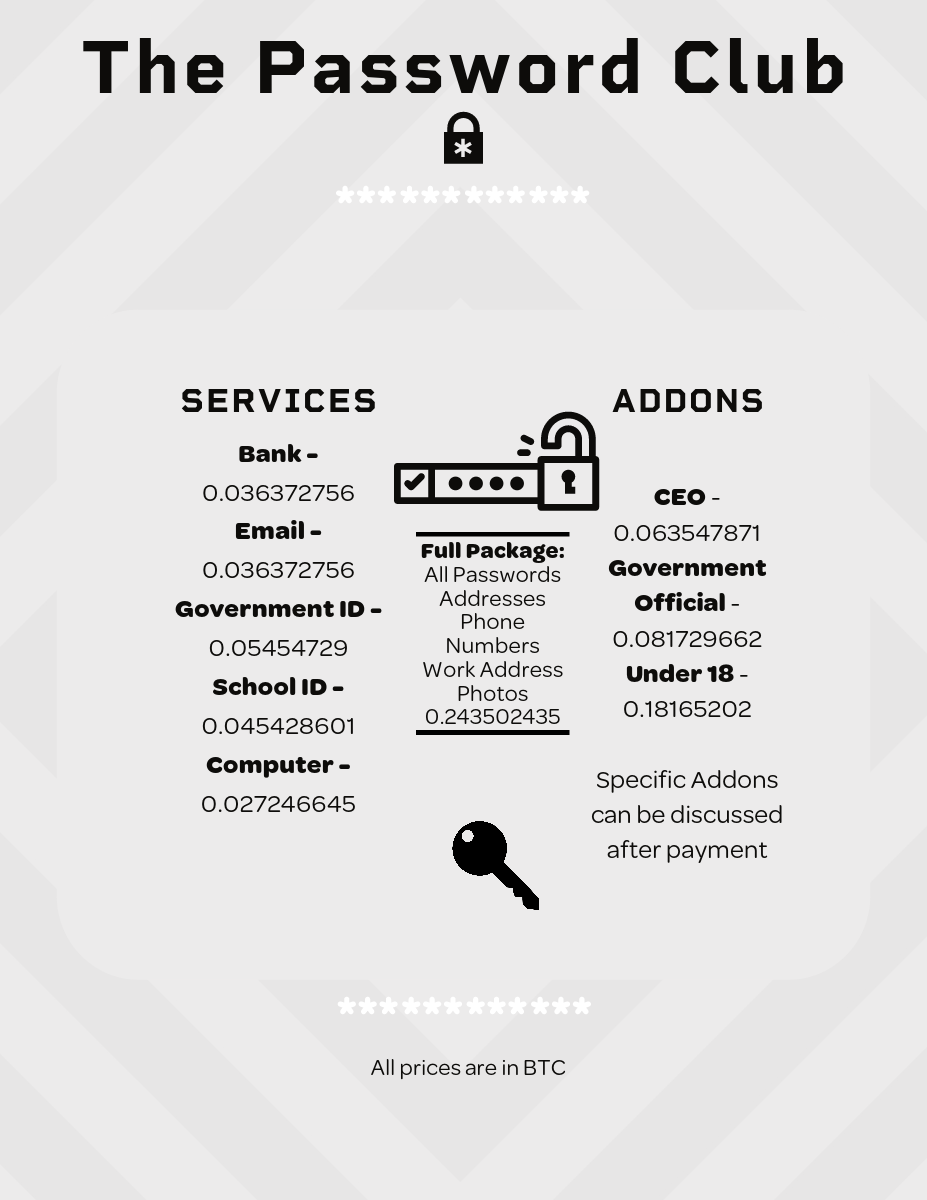 The Password Club
************
SERVICES
Bank -
0.036372756
Email -
0.036372756
Government ID -
0.05454729
School ID -
0.045428601
Computer -
0.027246645
Full Package:
All Passwords
Addresses
Phone
Numbers
Work Address
Photos
0.243502435
ADDONS
CEO -
0.063547871
Government
Official -
0.081729662
Under 18 -
0.18165202
Specific Addons
can be discussed
after payment
************
All prices are in BTC